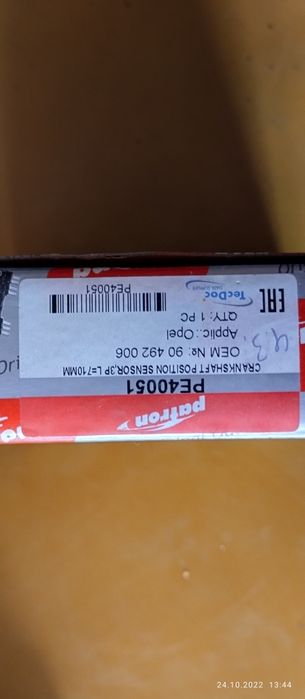 patron
PE40051
CRANKSHAFT POSITION SENSOR;3P L=710MM
OEM №: 90 492 006
Applic.: Opel
QTY: 1 PC
TecDoc
PE40051
EAC
ч.3.
24.10.2022 13:44